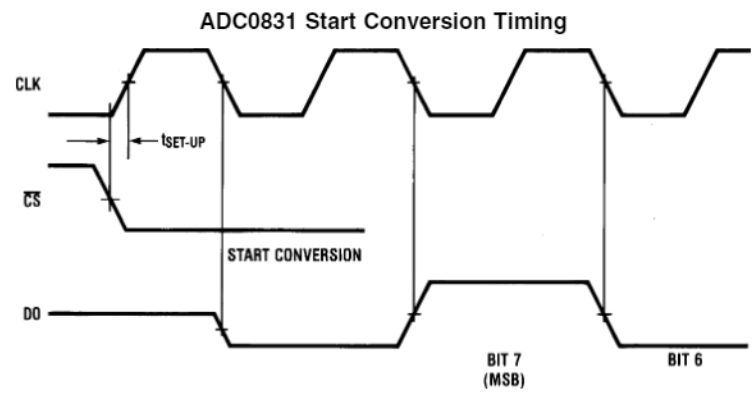 ADC0831 Start Conversion Timing
CLK
tSET-UP
CS
START CONVERSION
DO
BIT 7
(MSB)
BIT 6